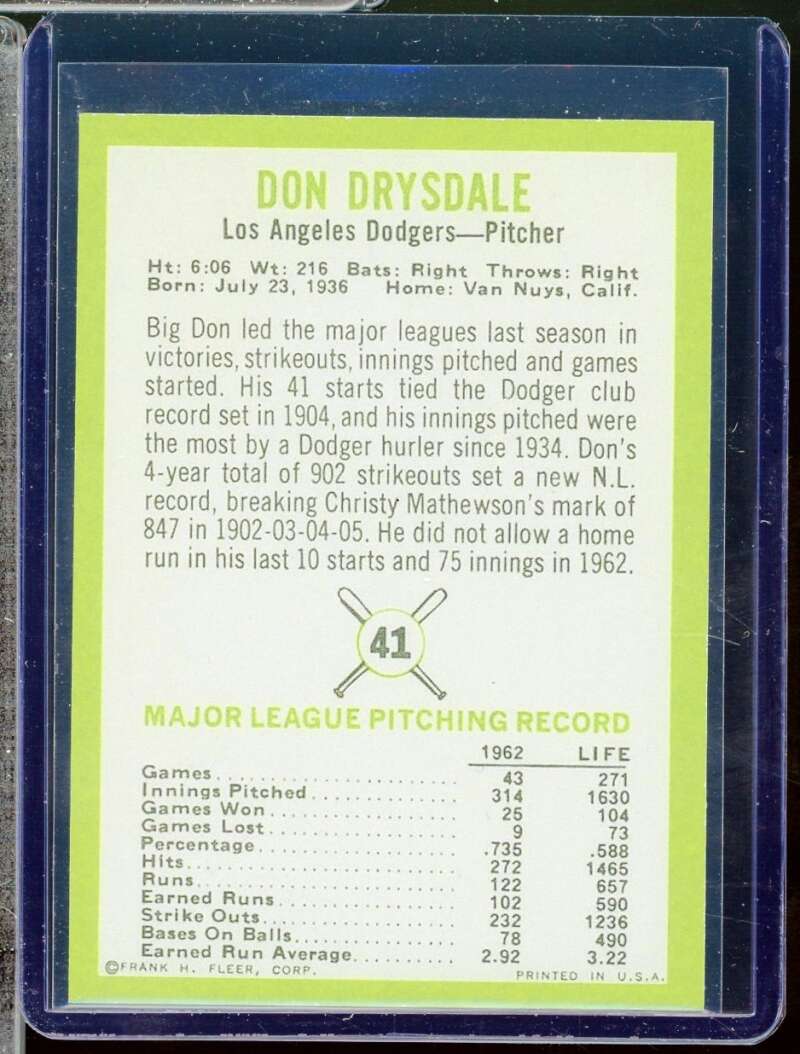 DON DRYSDALE
Los Angeles Dodgers—Pitcher
Ht: 6:06 Wt: 216 Bats: Right Throws: Right
Born: July 23, 1936 Home: Van Nuys, Calif.
Big Don led the major leagues last season in
victories, strikeouts, innings pitched and games
started. His 41 starts tied the Dodger club
record set in 1904, and his innings pitched were
the most by a Dodger hurler since 1934. Don's
4-year total of 902 strikeouts set a new N.L.
record, breaking Christy Mathewson's mark of
847 in 1902-03-04-05. He did not allow a home
run in his last 10 starts and 75 innings in 1962.
41
MAJOR LEAGUE PITCHING RECORD
1962 LIFE
Games 43 271
Innings Pitched 314 1630
Games Won 25 104
Games Lost 9 73
Percentage .735 .588
Hits 272 1465
Runs 122 657
Earned Runs 102 590
Strike Outs 232 1236
Bases On Balls 78 490
Earned Run Average 2.92 3.22
©FRANK H. FLEER, CORP.
PRINTED IN U.S.A.